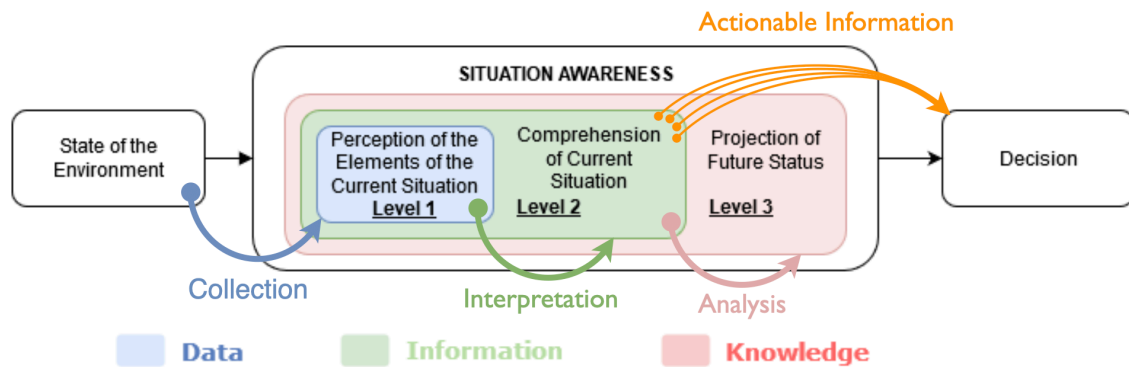 Actionable Information
SITUATION AWARENESS
State of the
Environment
Perception of the
Elements of the
Current Situation
Level 1
Comprehension
of Current
Situation
Level 2
Projection of
Future Status
Level 3
Decision
Collection
Interpretation
Analysis
Data
Information
Knowledge